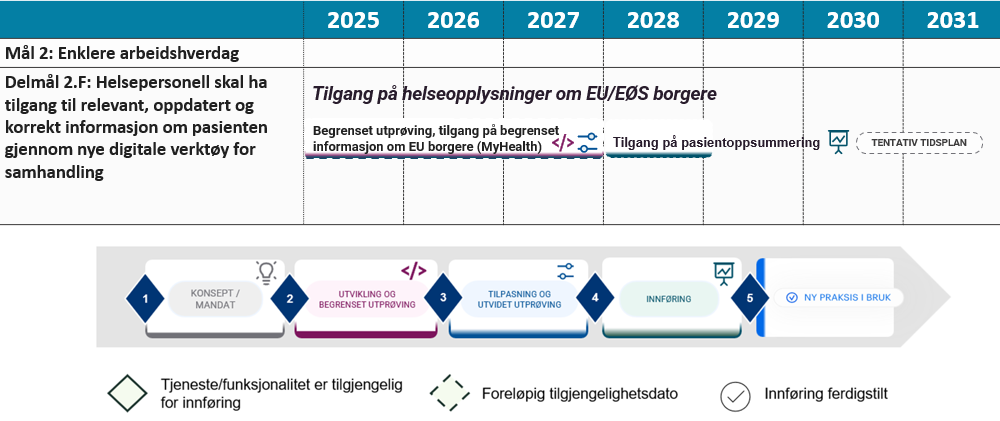 2025 2026 2027 2028 2029 2030 2031
Mål 2: Enklere arbeidshverdag
Delmål 2.F: Helsepersonell skal ha
tilgang til relevant, oppdatert og
korrekt informasjon om pasienten
gjennom nye digitale verktøy for
samhandling
Tilgang på helseopplysninger om EU/EØS borgere
Begrenset utprøving, tilgang på begrenset
informasjon om EU borgere (MyHealth)
</>
Tilgang på pasientoppsummering
TENTATIV TIDSPLAN
1
KONSEPT /
MANDAT
2
</>
UTVIKLING OG
BEGRENSET UTPRØVING
3
TILPASNING OG
UTVIDET UTPRØVING
4
INNFØRING
5
NY PRAKSIS I BRUK
Tjeneste/funksjonalitet er tilgjengelig
for innføring
Foreløpig tilgjengelighetsdato
Innføring ferdigstilt